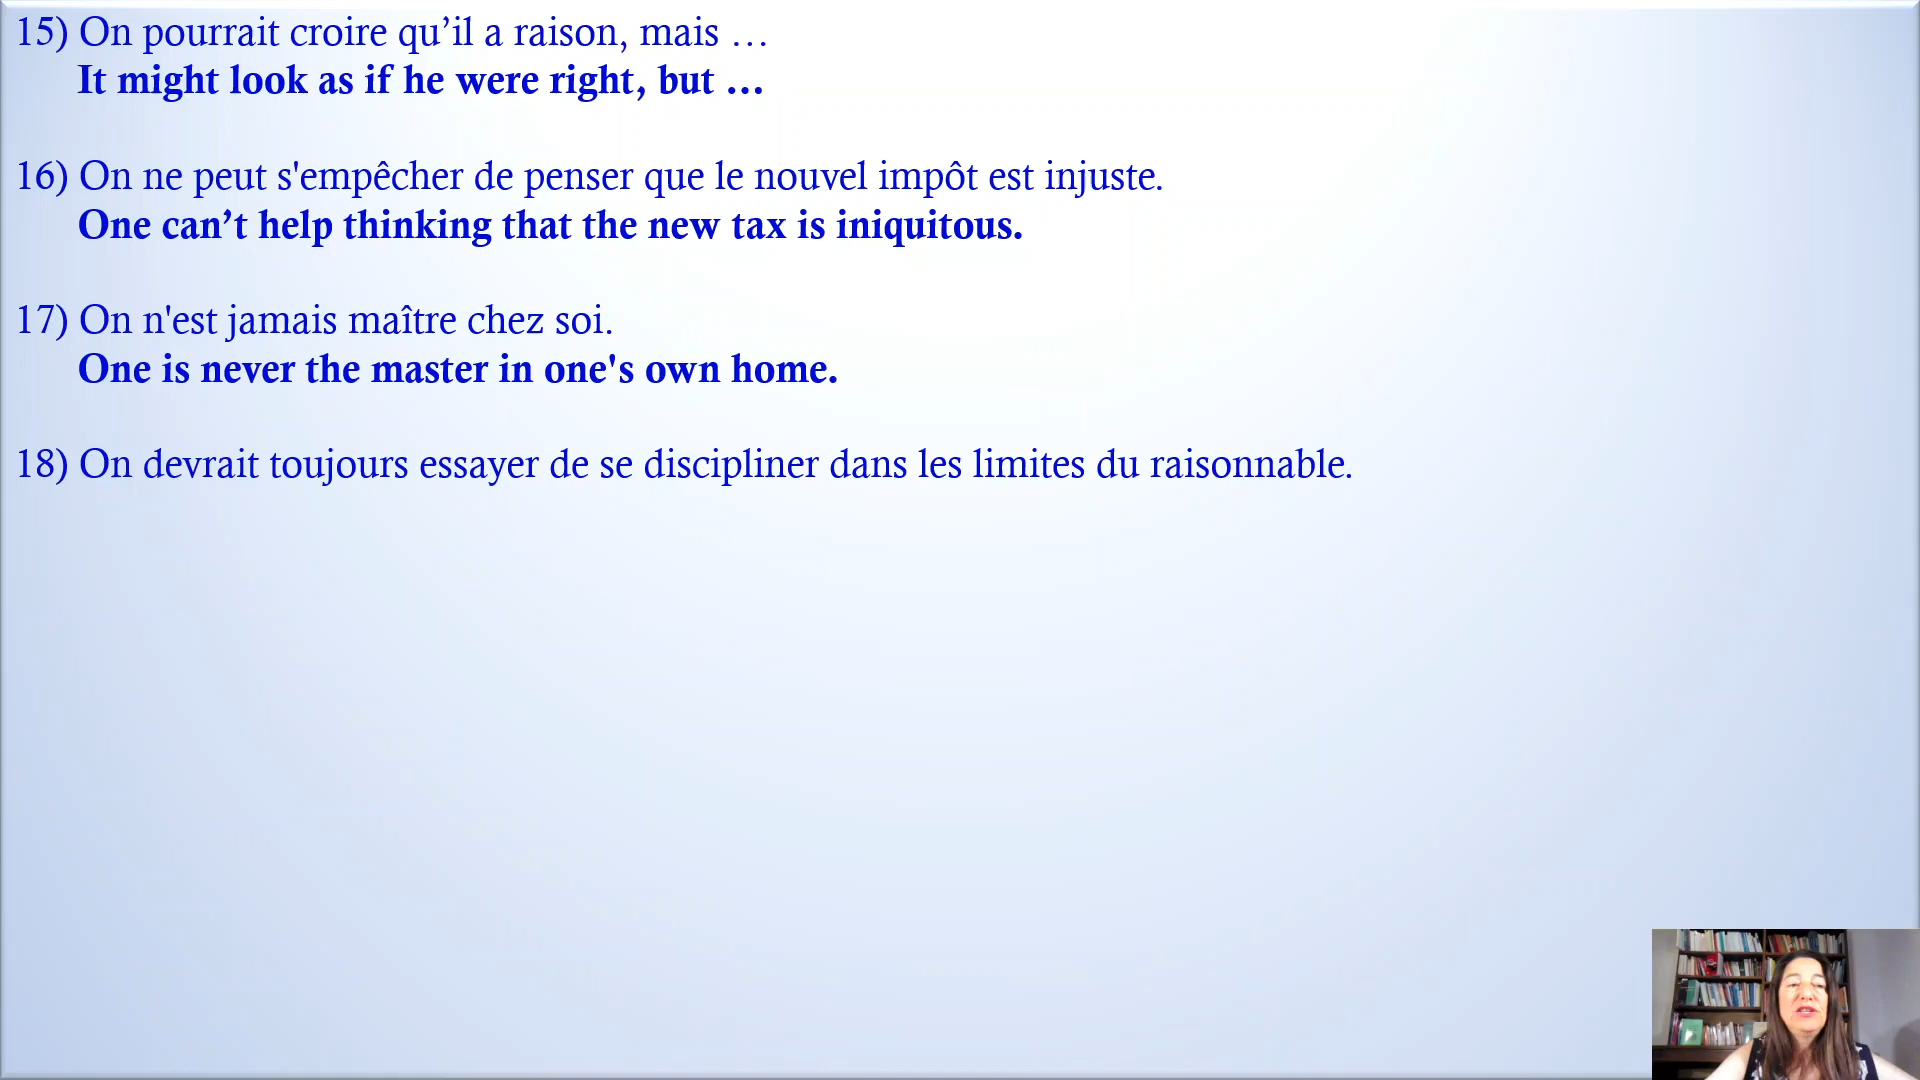 15) On pourrait croire qu’il a raison, mais …
It might look as if he were right, but …
16) On ne peut s'empêcher de penser que le nouvel impôt est injuste.
One can’t help thinking that the new tax is iniquitous.
17) On n'est jamais maître chez soi.
One is never the master in one's own home.
18) On devrait toujours essayer de se discipliner dans les limites du raisonnable.